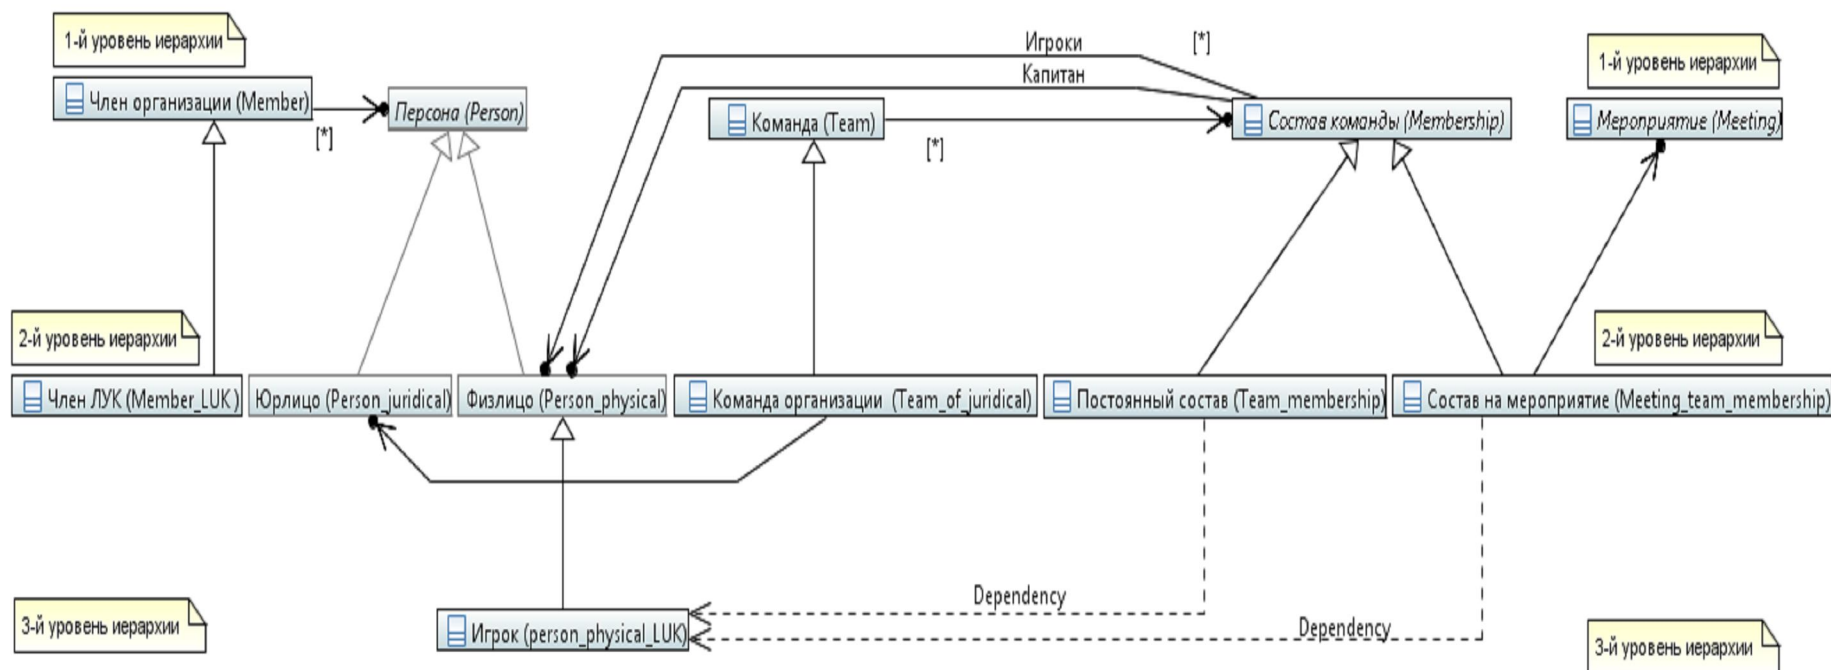 1-й уровень иерархии
Игроки
[*]
1-й уровень иерархии
Капитан
Член организации (Member)
Персона (Person)
[*]
Команда (Team)
[*]
Состав команды (Membership)
Мероприятие (Meeting)
2-й уровень иерархии
2-й уровень иерархии
Член ЛУК (Member_LUK )
Юрлицо (Person_juridical)
Физлицо (Person_physical)
Команда организации (Team_of_juridical)
Постоянный состав (Team_membership)
Состав на мероприятие (Meeting_team_membership)
Dependency
3-й уровень иерархии
Игрок (person_physical_LUK)
Dependency
3-й уровень иерархии